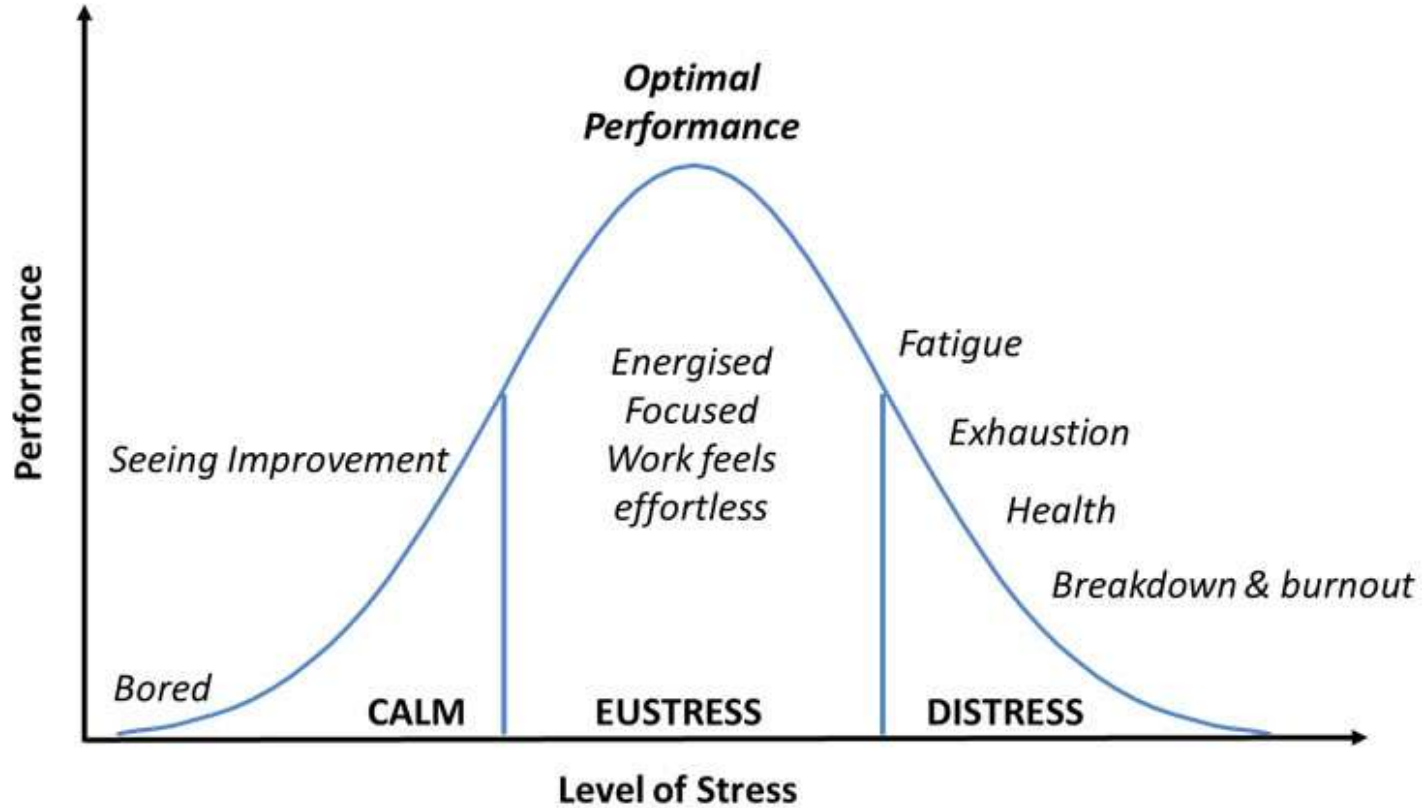 Optimal
Performance
Performance
Fatigue
Energised
Focused
Work feels
effortless
Exhaustion
Seeing Improvement
Health
Breakdown & burnout
Bored
CALM
EUSTRESS
DISTRESS
Level of Stress